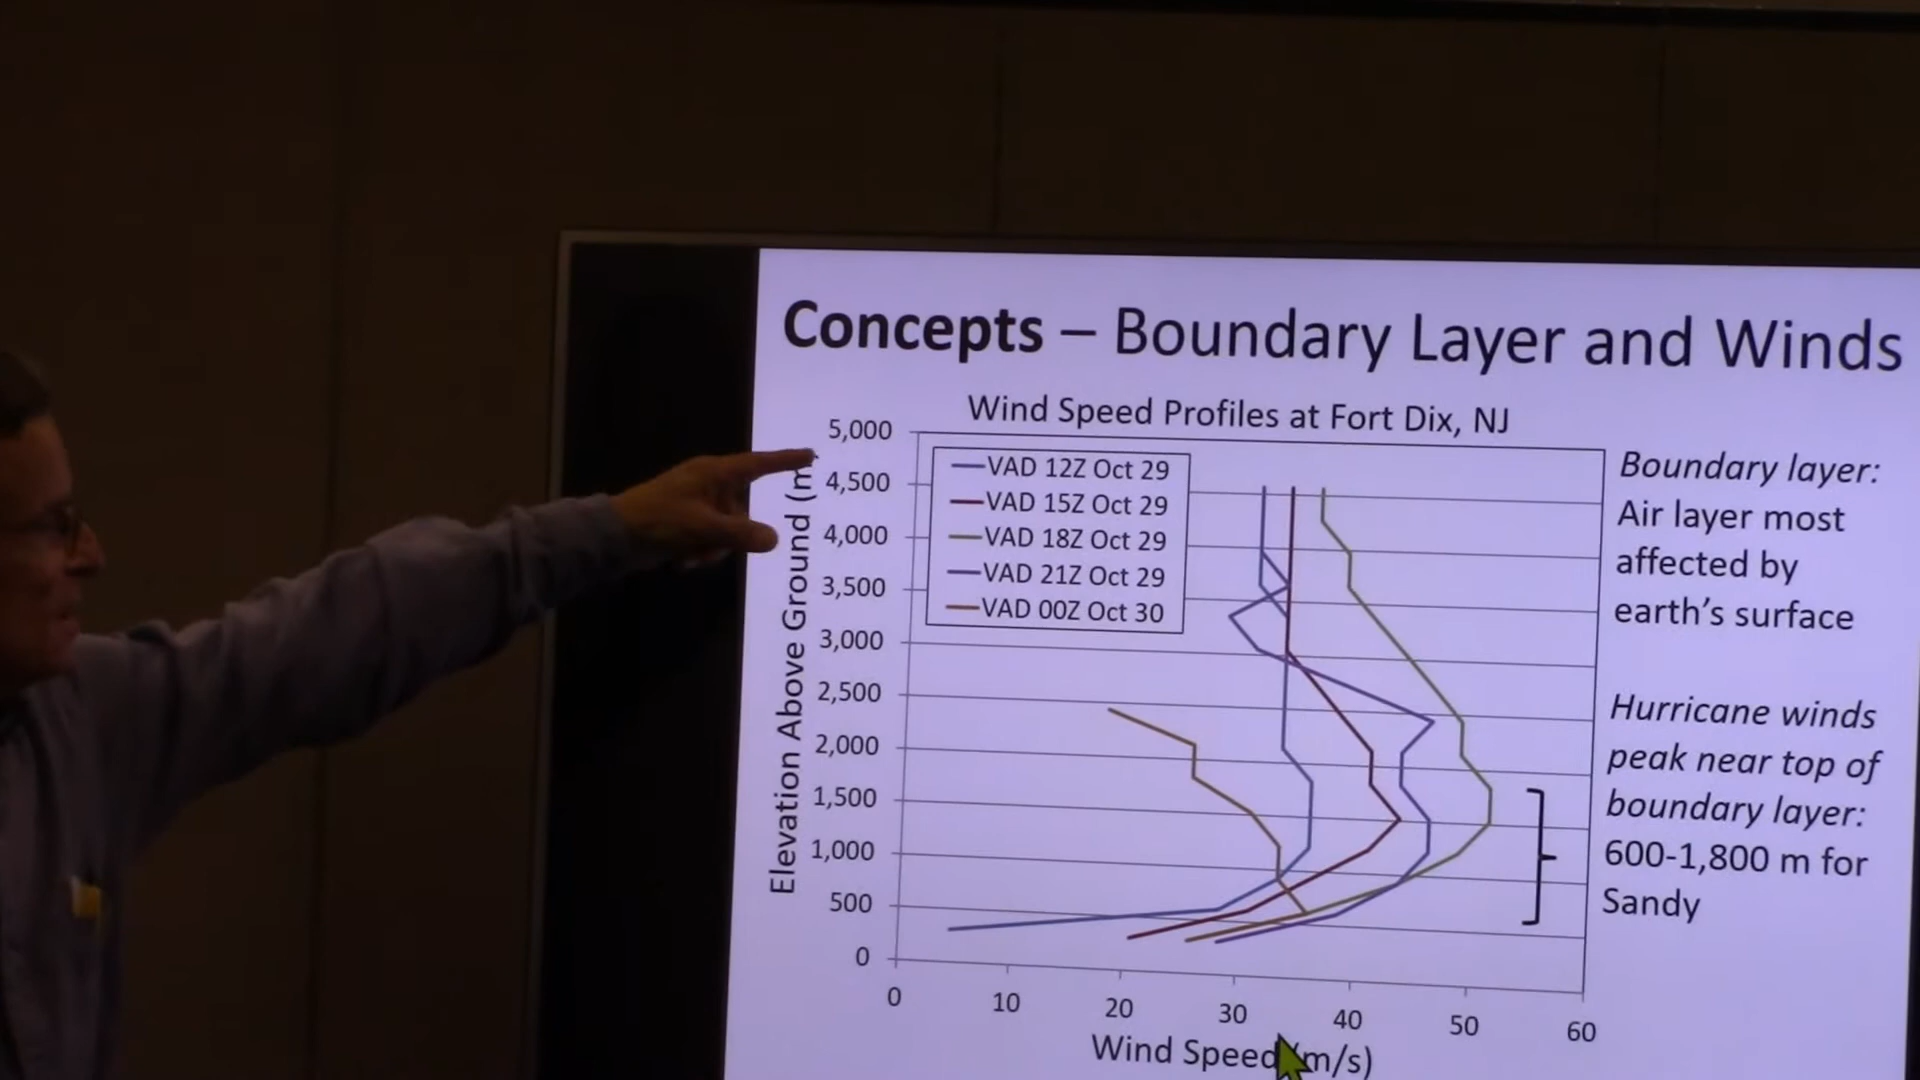 Concepts – Boundary Layer and Winds
Wind Speed Profiles at Fort Dix, NJ
5,000
4,500
4,000
3,500
3,000
2,500
2,000
1,500
1,000
500
0
Elevation Above Ground (m
VAD 12Z Oct 29
VAD 15Z Oct 29
VAD 18Z Oct 29
VAD 21Z Oct 29
VAD 00Z Oct 30
0 10 20 30 40 50 60
Wind Speed (m/s)
Boundary layer:
Air layer most
affected by
earth's surface
Hurricane winds
peak near top of
boundary layer:
600-1,800 m for
Sandy